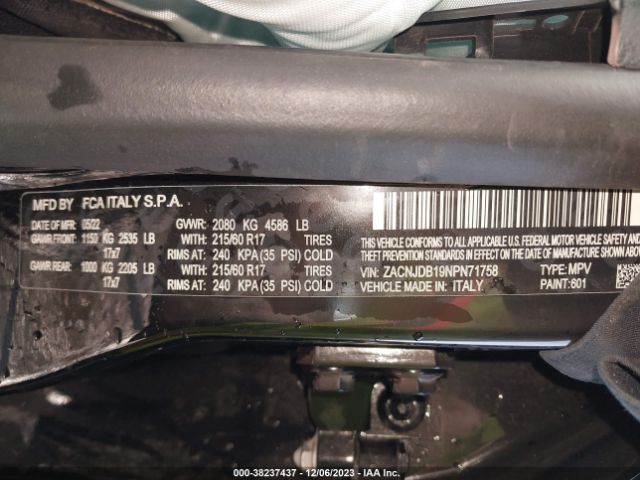 MFD BY FCA ITALY S.P.A.
DATE OF MFR: 05/22 GVWR: 2080 KG 4586 LB
GAWR FRONT: 1150 KG 2535 LB WITH: 215/60 R17 TIRES
17x7 RIMS AT: 240 KPA (35 PSI) COLD
GAWR REAR: 1000 KG 2205 LB WITH: 215/60 R17 TIRES
17x7 RIMS AT: 240 KPA (35 PSI) COLD
THIS VEHICLE CONFORMS TO ALL APPLICABLE
FEDERAL MOTOR VEHICLE SAFETY
AND THEFT PREVENTION STANDARDS IN EFFECT
ON THE DATE OF MANUFACTURE SHOWN ABOVE
VIN: ZACNJDB19NPN71758 TYPE: MPV
VEHICLE MADE IN: ITALY. PAINT: 601
000-38237437 - 12/06/2023 - IAA Inc.